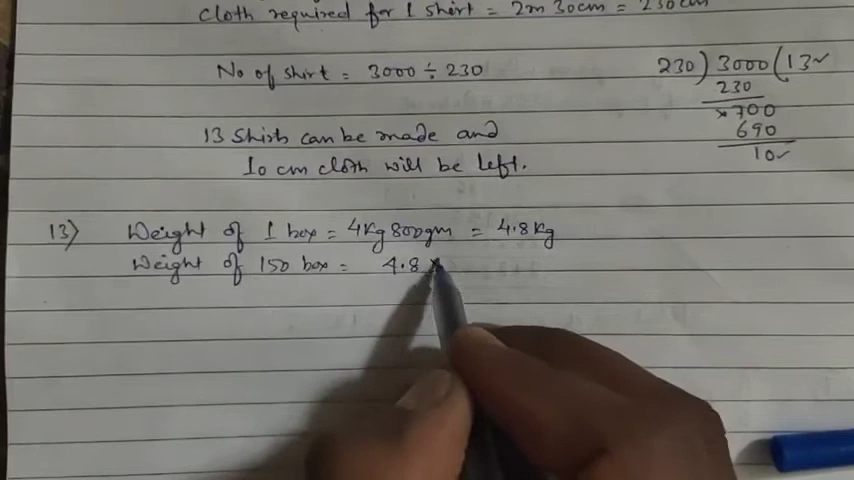 Cloth required for 1 shirt = 2m 30cm = 230cm
No of shirt = 3000 ÷ 230
230) 3000 (13✓
230
×700
690
10✓
13 Shirts can be made and
10 cm cloth will be left.
13) Weight of 1 box = 4Kg 800gm = 4.8 Kg
Weight of 150 box = 4.8 ×